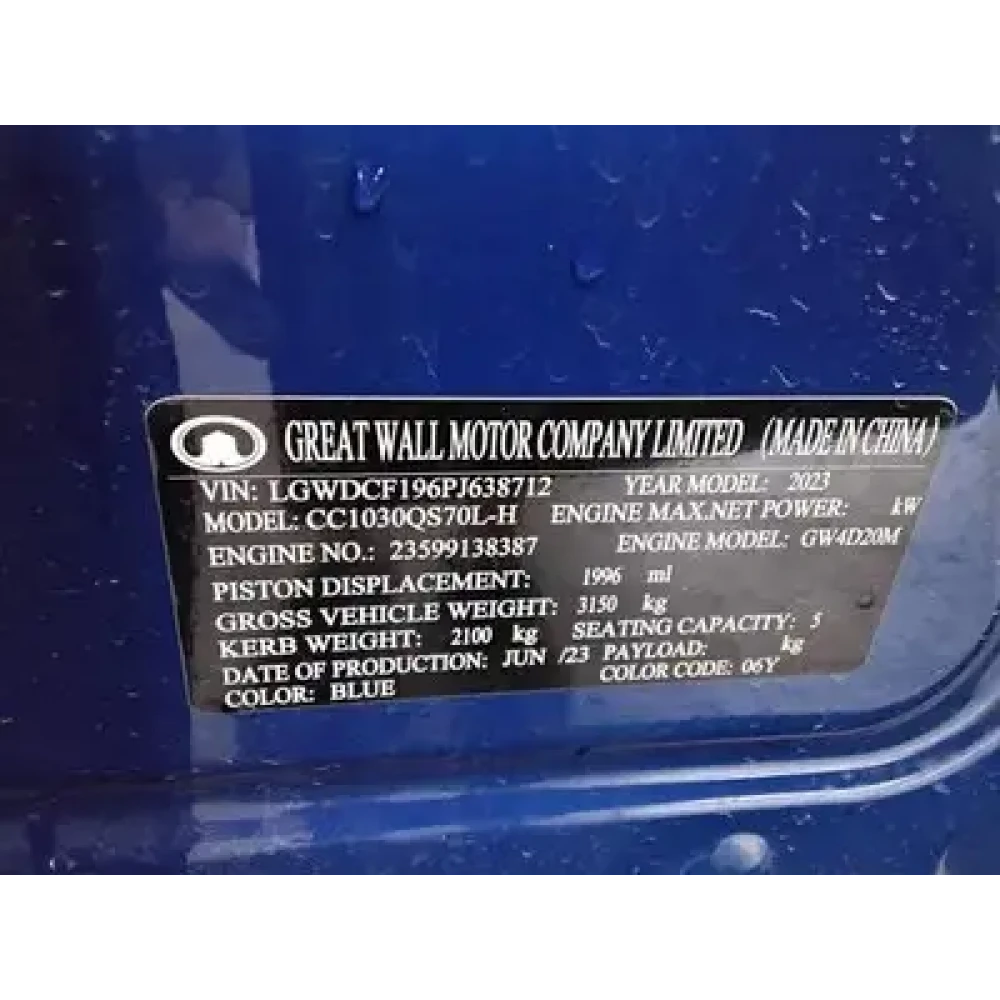 GREAT WALL MOTOR COMPANY LIMITED (MADE IN CHINA)
VIN: LGWDCF196PJ638712 YEAR MODEL: 2023
MODEL: CC1030QS70L-H ENGINE MAX.NET POWER: kW
ENGINE NO.: 23599138387 ENGINE MODEL: GW4D20M
PISTON DISPLACEMENT: 1996 ml
GROSS VEHICLE WEIGHT: 3150 kg
KERB WEIGHT: 2100 kg SEATING CAPACITY: 5
DATE OF PRODUCTION: JUN /23 PAYLOAD: kg
COLOR: BLUE COLOR CODE: 06Y